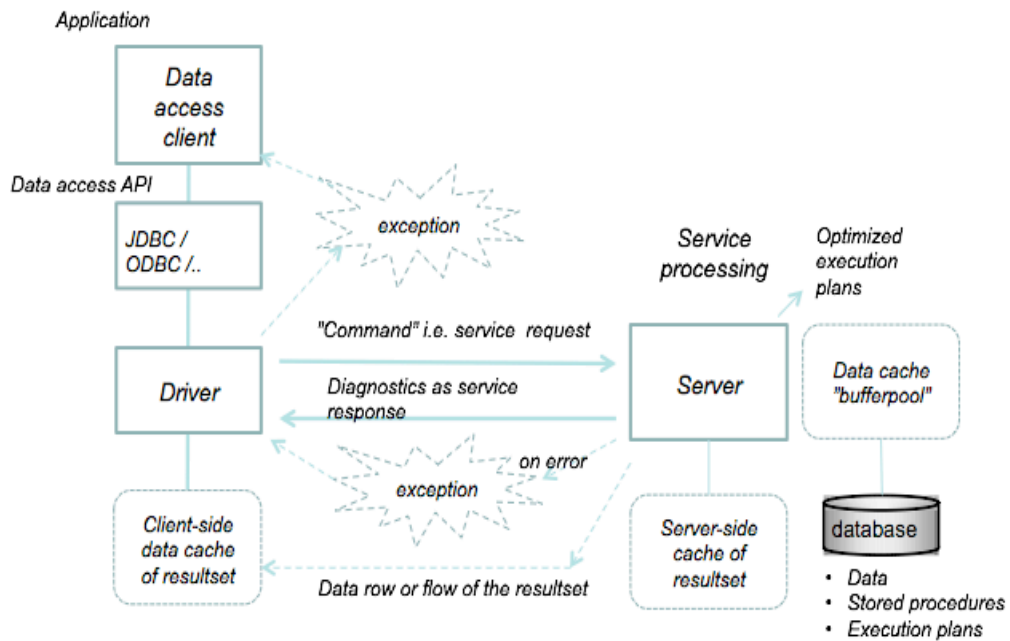 Application
Data
access
client
Data access API
JDBC /
ODBC /..
exception
Service
processing
Optimized
execution
plans
"Command" i.e. service request
Driver
Diagnostics as service
response
Server
Data cache
"bufferpool"
on error
exception
Client-side
data cache
of resultset
Data row or flow of the resultset
Server-side
cache of
resultset
database
• Data
• Stored procedures
• Execution plans